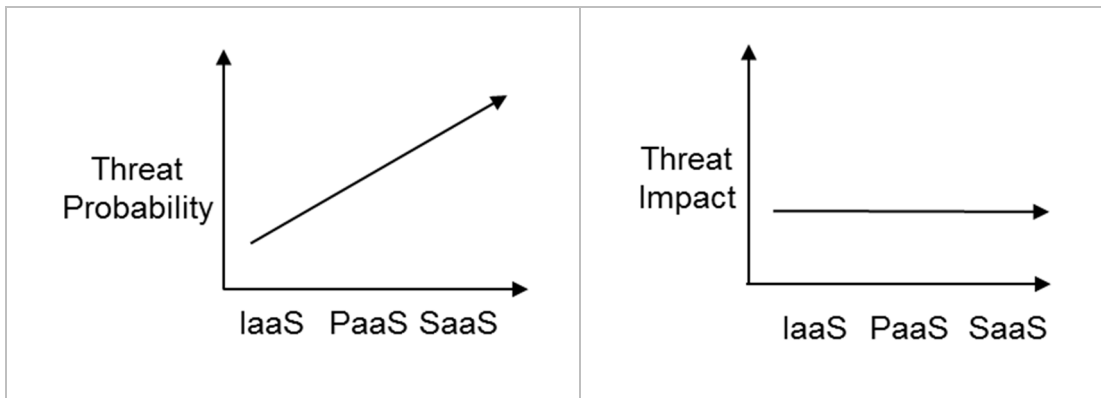 Threat
Probability
IaaS PaaS SaaS
Threat
Impact
IaaS PaaS SaaS